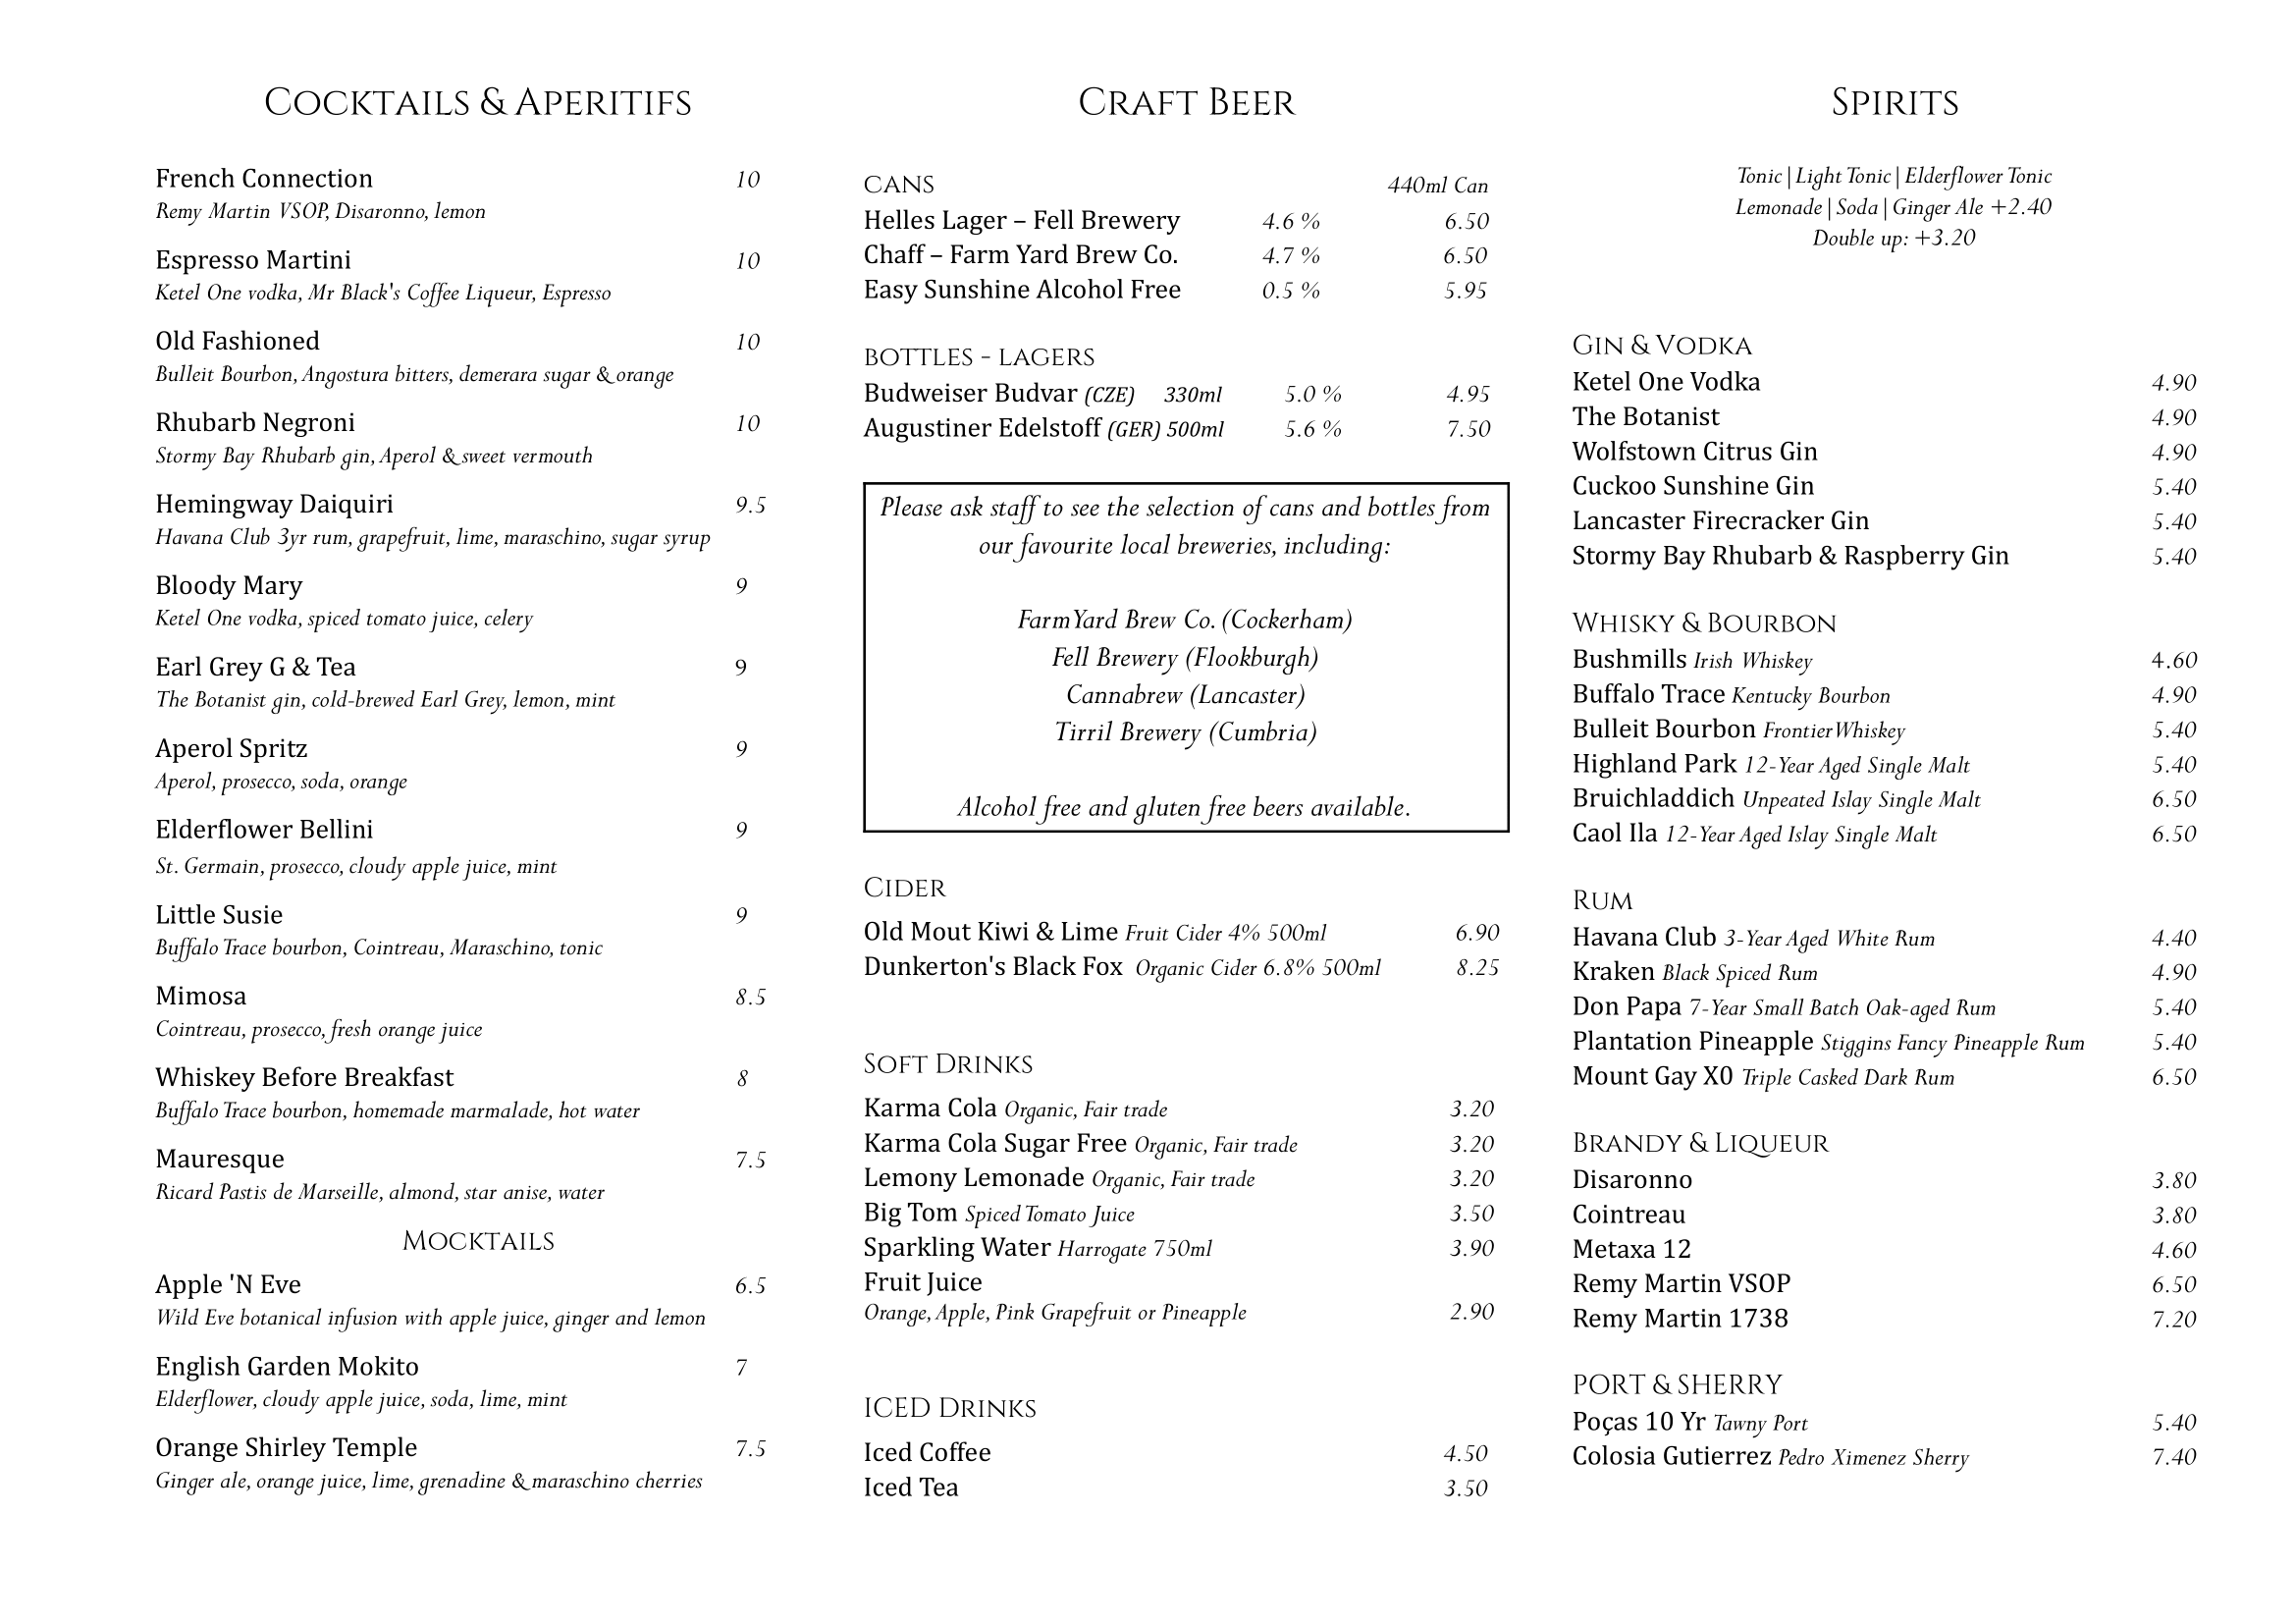 Cocktails & Aperitifs
French Connection 10
Remy Martin VSOP, Disaronno, lemon
Espresso Martini 10
Ketel One vodka, Mr Black's Coffee Liqueur, Espresso
Old Fashioned 10
Bulleit Bourbon, Angostura bitters, demerara sugar & orange
Rhubarb Negroni 10
Stormy Bay Rhubarb gin, Aperol & sweet vermouth
Hemingway Daiquiri 9.5
Havana Club 3yr rum, grapefruit, lime, maraschino, sugar syrup
Bloody Mary 9
Ketel One vodka, spiced tomato juice, celery
Earl Grey G & Tea 9
The Botanist gin, cold-brewed Earl Grey, lemon, mint
Aperol Spritz 9
Aperol, prosecco, soda, orange
Elderflower Bellini 9
St. Germain, prosecco, cloudy apple juice, mint
Little Susie 9
Buffalo Trace bourbon, Cointreau, Maraschino, tonic
Mimosa 8.5
Cointreau, prosecco, fresh orange juice
Whiskey Before Breakfast 8
Buffalo Trace bourbon, homemade marmalade, hot water
Mauresque 7.5
Ricard Pastis de Marseille, almond, star anise, water
Mocktails
Apple 'N Eve 6.5
Wild Eve botanical infusion with apple juice, ginger and lemon
English Garden Mokito 7
Elderflower, cloudy apple juice, soda, lime, mint
Orange Shirley Temple 7.5
Ginger ale, orange juice, lime, grenadine & maraschino cherries
Craft Beer
CANS 440ml Can
Helles Lager – Fell Brewery 4.6 % 6.50
Chaff – Farm Yard Brew Co. 4.7 % 6.50
Easy Sunshine Alcohol Free 0.5 % 5.95
BOTTLES - LAGERS
Budweiser Budvar (CZE) 330ml 5.0 % 4.95
Augustiner Edelstoff (GER) 500ml 5.6 % 7.50
Please ask staff to see the selection of cans and bottles from
our favourite local breweries, including:
FarmYard Brew Co. (Cockerham)
Fell Brewery (Flookburgh)
Cannabrew (Lancaster)
Tirril Brewery (Cumbria)
Alcohol free and gluten free beers available.
Cider
Old Mout Kiwi & Lime Fruit Cider 4% 500ml 6.90
Dunkerton's Black Fox Organic Cider 6.8% 500ml 8.25
Soft Drinks
Karma Cola Organic, Fair trade 3.20
Karma Cola Sugar Free Organic, Fair trade 3.20
Lemony Lemonade Organic, Fair trade 3.20
Big Tom Spiced Tomato Juice 3.50
Sparkling Water Harrogate 750ml 3.90
Fruit Juice
Orange, Apple, Pink Grapefruit or Pineapple 2.90
ICED Drinks
Iced Coffee 4.50
Iced Tea 3.50
Spirits
Tonic | Light Tonic | Elderflower Tonic
Lemonade | Soda | Ginger Ale +2.40
Double up: +3.20
Gin & Vodka
Ketel One Vodka 4.90
The Botanist 4.90
Wolfstown Citrus Gin 4.90
Cuckoo Sunshine Gin 5.40
Lancaster Firecracker Gin 5.40
Stormy Bay Rhubarb & Raspberry Gin 5.40
Whisky & Bourbon
Bushmills Irish Whiskey 4.60
Buffalo Trace Kentucky Bourbon 4.90
Bulleit Bourbon Frontier Whiskey 5.40
Highland Park 12-Year Aged Single Malt 5.40
Bruichladdich Unpeated Islay Single Malt 6.50
Caol Ila 12-Year Aged Islay Single Malt 6.50
Rum
Havana Club 3-Year Aged White Rum 4.40
Kraken Black Spiced Rum 4.90
Don Papa 7-Year Small Batch Oak-aged Rum 5.40
Plantation Pineapple Stiggins Fancy Pineapple Rum 5.40
Mount Gay X0 Triple Casked Dark Rum 6.50
Brandy & Liqueur
Disaronno 3.80
Cointreau 3.80
Metaxa 12 4.60
Remy Martin VSOP 6.50
Remy Martin 1738 7.20
PORT & SHERRY
Poças 10 Yr Tawny Port 5.40
Colosia Gutierrez Pedro Ximenez Sherry 7.40